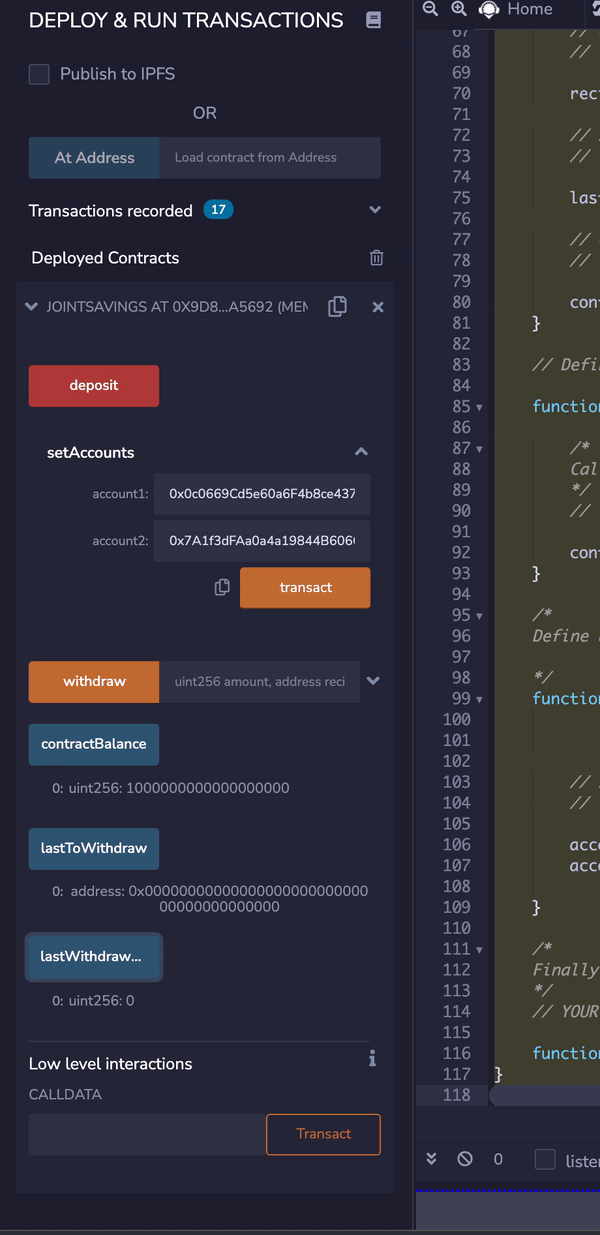 DEPLOY & RUN TRANSACTIONS
Publish to IPFS
OR
At Address Load contract from Address
Transactions recorded 17
Deployed Contracts
JOINTSAVINGS AT 0X9D8...A5692 (MEM
deposit
setAccounts
account1: 0x0c0669Cd5e60a6F4b8ce437
account2: 0x7A1f3dFAa0a4a19844B606
transact
withdraw uint256 amount, address reci
contractBalance
0: uint256: 1000000000000000000
lastToWithdraw
0: address: 0x00000000000000000000000000
00000000000000
lastWithdraw...
0: uint256: 0
Low level interactions
CALLDATA
Transact
Home
67 //
68 //
69
70 rec
71
72 //
73 //
74
75 las
76
77 //
78 //
79
80 con
81 }
82
83 // Defi
84
85 function
86
87 /*
88 Cal
89 */
90 //
91
92 con
93 }
94
95 /*
96 Define
97
98 */
99 function
100
101
102
103 //
104 //
105
106 acc
107 acc
108
109 }
110
111 /*
112 Finally
113 */
114 // YOUR
115
116 function
117 }
118
0 listen